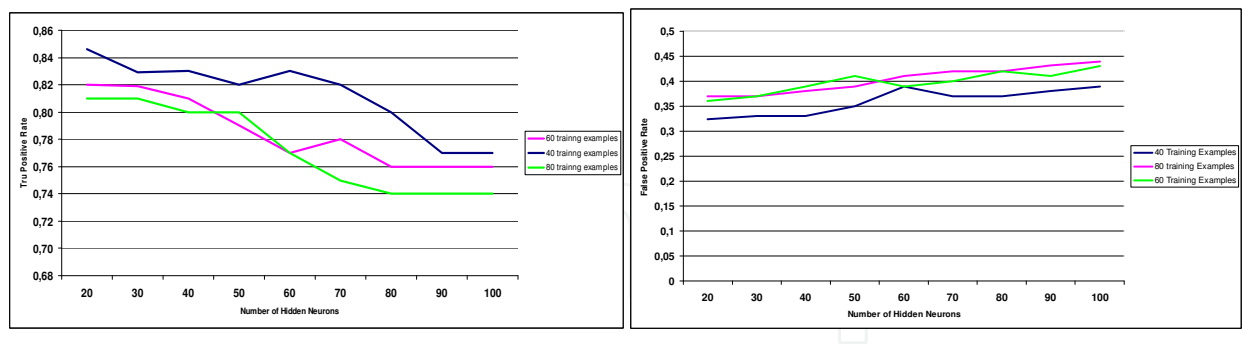 0,86
0,84
0,82
0,80
0,78
0,76
0,74
0,72
0,70
0,68
Tru Positive Rate
20 30 40 50 60 70 80 90 100
Number of Hidden Neurons
60 trainng examples
40 trainng examples
80 trainng examples
0,5
0,45
0,4
0,35
0,3
0,25
0,2
0,15
0,1
0,05
0
False Positive Rate
20 30 40 50 60 70 80 90 100
Number of Hidden Neurons
40 Training Examples
80 training Examples
60 Training Examples